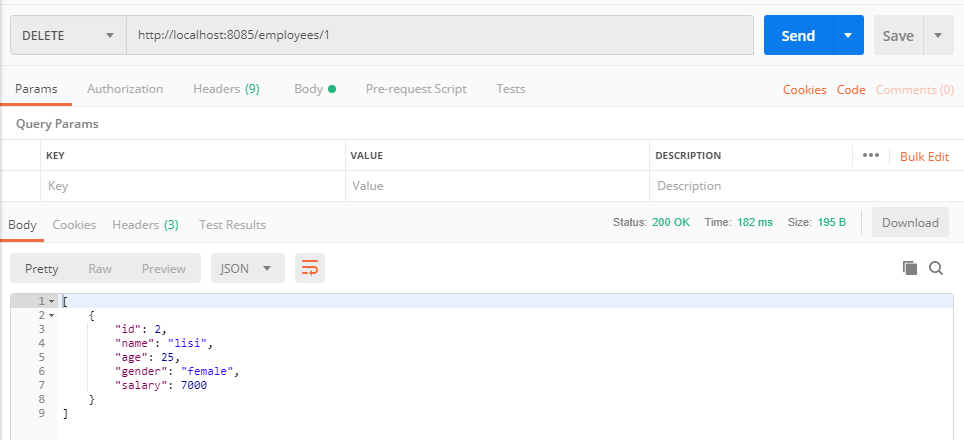 DELETE http://localhost:8085/employees/1 Send Save
Params Authorization Headers (9) Body Pre-request Script Tests Cookies Code Comments (0)
Query Params
KEY VALUE DESCRIPTION ••• Bulk Edit
Key Value Description
Body Cookies Headers (3) Test Results Status: 200 OK Time: 182 ms Size: 195 B Download
Pretty Raw Preview JSON
1 [
2 {
3 "id": 2,
4 "name": "lisi",
5 "age": 25,
6 "gender": "female",
7 "salary": 7000
8 }
9 ]